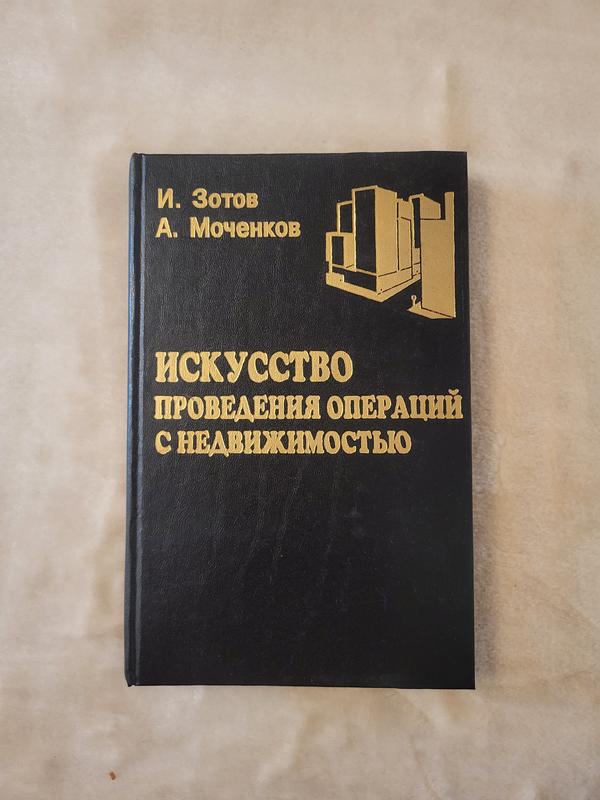 И. Зотов
А. Моченков
ИСКУССТВО
ПРОВЕДЕНИЯ ОПЕРАЦИЙ
С НЕДВИЖИМОСТЬЮ